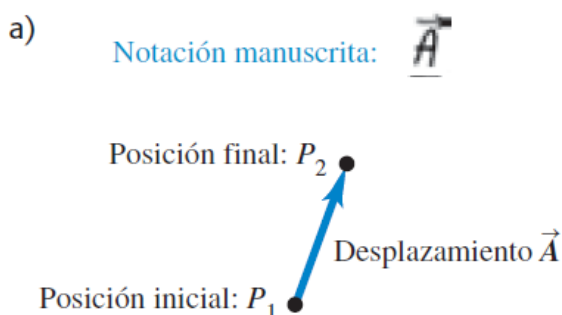 a)
Notación manuscrita: A⃗
Posición final: P₂
Desplazamiento A⃗
Posición inicial: P₁